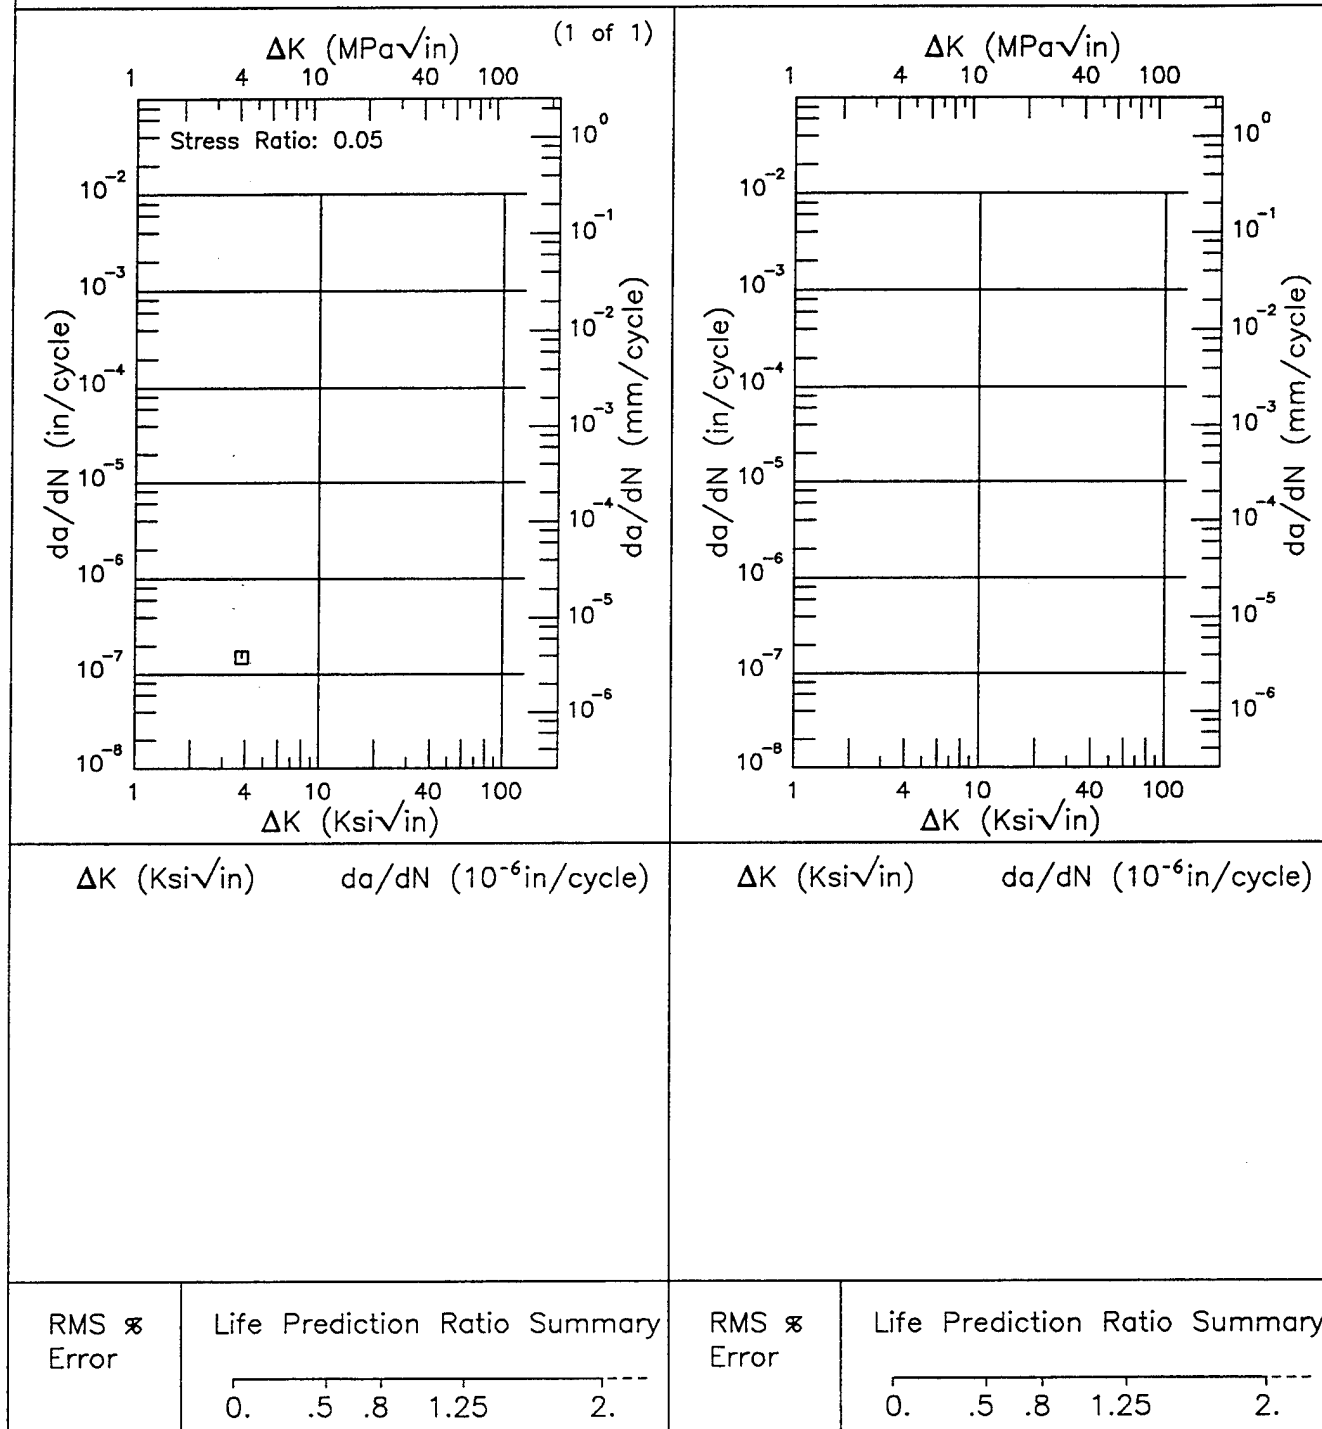 (1 of 1)
ΔK (MPa√in)
1 4 10 40 100
Stress Ratio: 0.05
da/dN (in/cycle)
10⁻²
10⁻³
10⁻⁴
10⁻⁵
10⁻⁶
10⁻⁷
10⁻⁸
10⁰
10⁻¹
10⁻²
10⁻³
10⁻⁴
10⁻⁵
10⁻⁶
da/dN (mm/cycle)
1 4 10 40 100
ΔK (Ksi√in)
ΔK (MPa√in)
1 4 10 40 100
da/dN (in/cycle)
10⁻²
10⁻³
10⁻⁴
10⁻⁵
10⁻⁶
10⁻⁷
10⁻⁸
10⁰
10⁻¹
10⁻²
10⁻³
10⁻⁴
10⁻⁵
10⁻⁶
da/dN (mm/cycle)
1 4 10 40 100
ΔK (Ksi√in)
ΔK (Ksi√in) da/dN (10⁻⁶in/cycle)
ΔK (Ksi√in) da/dN (10⁻⁶in/cycle)
RMS %
Error
Life Prediction Ratio Summary
0. .5 .8 1.25 2.
RMS %
Error
Life Prediction Ratio Summary
0. .5 .8 1.25 2.